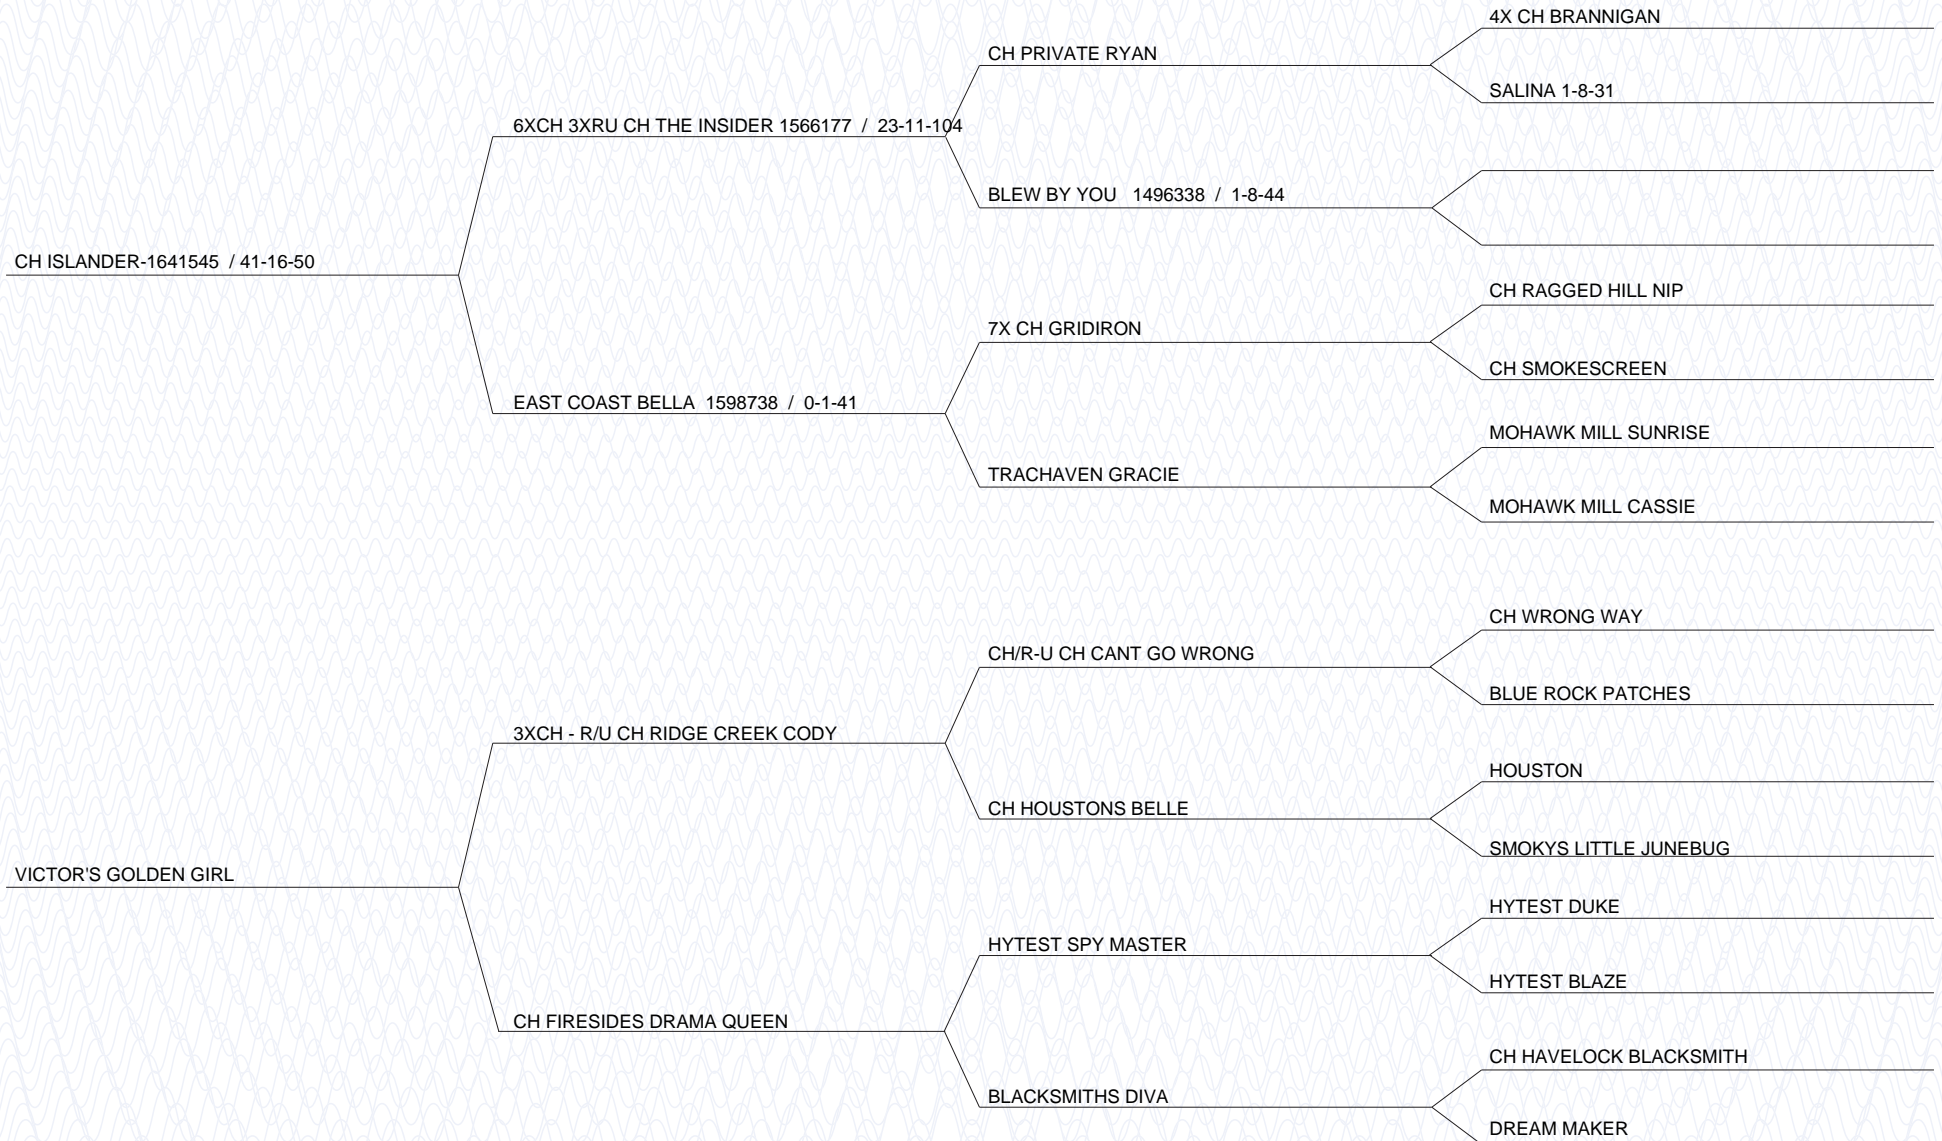 4X CH BRANNIGAN
CH PRIVATE RYAN
SALINA 1-8-31
6XCH 3XRU CH THE INSIDER 1566177 / 23-11-104
BLEW BY YOU 1496338 / 1-8-44
CH ISLANDER-1641545 / 41-16-50
CH RAGGED HILL NIP
7X CH GRIDIRON
CH SMOKESCREEN
EAST COAST BELLA 1598738 / 0-1-41
MOHAWK MILL SUNRISE
TRACHAVEN GRACIE
MOHAWK MILL CASSIE
CH WRONG WAY
CH/R-U CH CANT GO WRONG
BLUE ROCK PATCHES
3XCH - R/U CH RIDGE CREEK CODY
HOUSTON
CH HOUSTONS BELLE
SMOKYS LITTLE JUNEBUG
VICTOR'S GOLDEN GIRL
HYTEST DUKE
HYTEST SPY MASTER
HYTEST BLAZE
CH FIRESIDES DRAMA QUEEN
CH HAVELOCK BLACKSMITH
BLACKSMITHS DIVA
DREAM MAKER